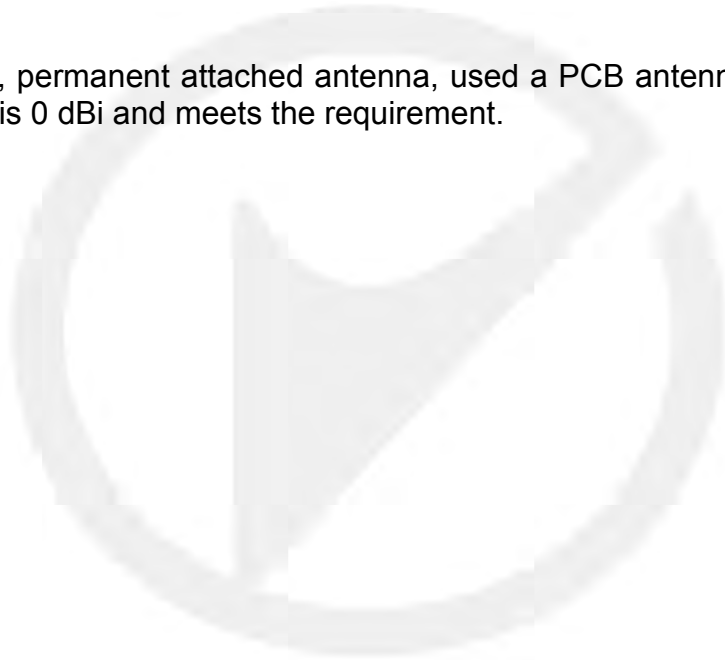 , permanent attached antenna, used a PCB antenn
is 0 dBi and meets the requirement.